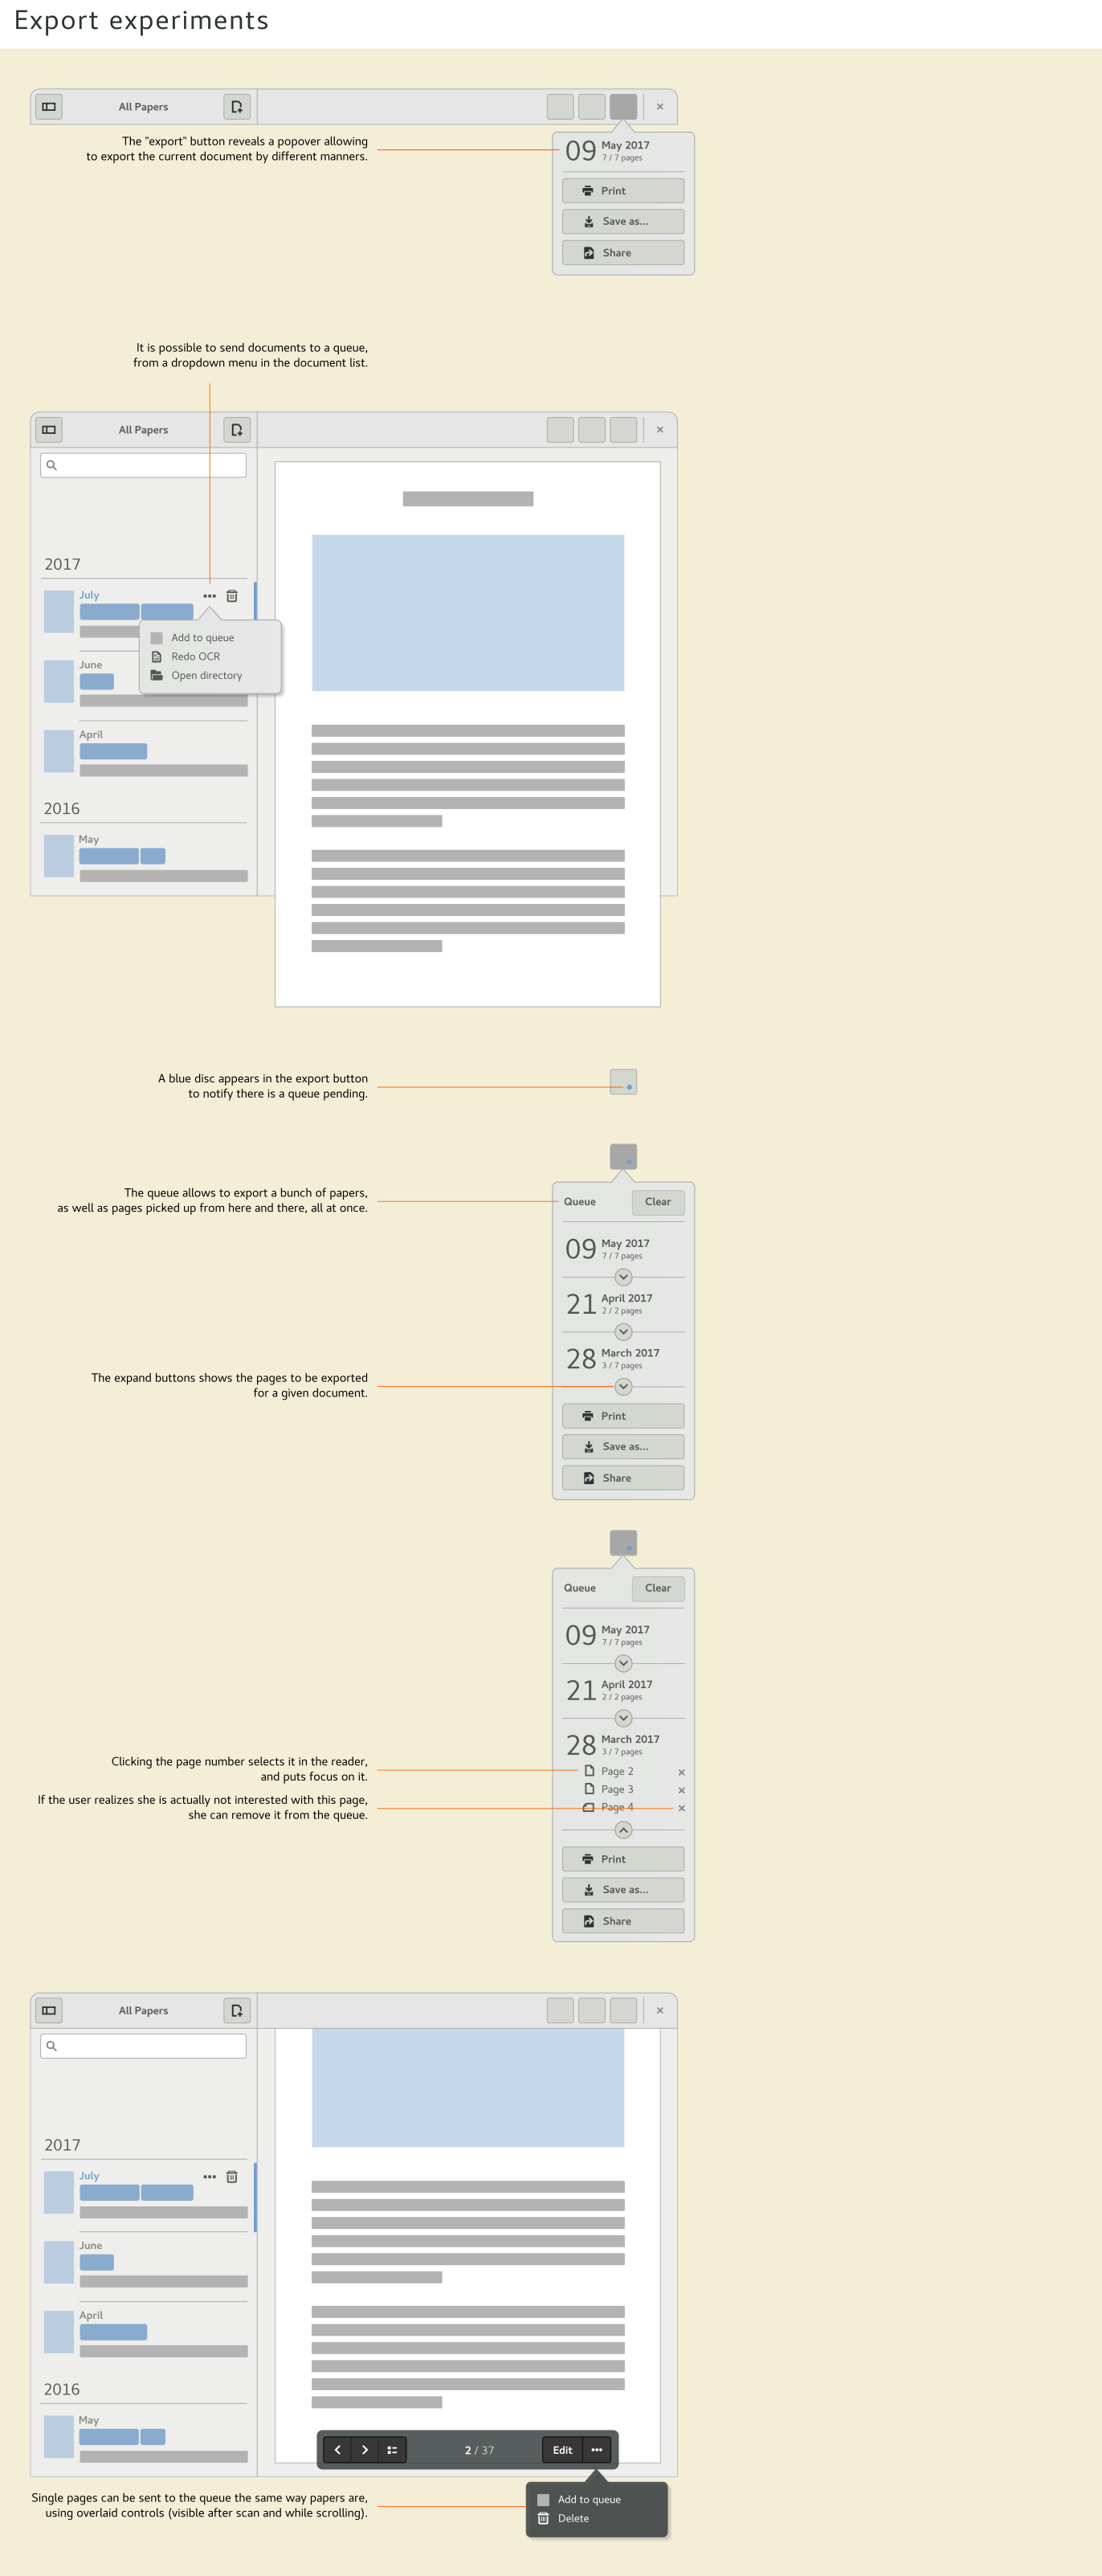 Export experiments
All Papers
The "export" button reveals a popover allowing
to export the current document by different manners.
09 May 2017
7 / 7 pages
Print
Save as...
Share
It is possible to send documents to a queue,
from a dropdown menu in the document list.
All Papers
2017
July
Add to queue
Redo OCR
Open directory
June
April
2016
May
A blue disc appears in the export button
to notify there is a queue pending.
The queue allows to export a bunch of papers,
as well as pages picked up from here and there, all at once.
Queue Clear
09 May 2017
7 / 7 pages
21 April 2017
2 / 2 pages
28 March 2017
3 / 7 pages
The expand buttons shows the pages to be exported
for a given document.
Print
Save as...
Share
Queue Clear
09 May 2017
7 / 7 pages
21 April 2017
2 / 2 pages
28 March 2017
3 / 7 pages
Clicking the page number selects it in the reader,
and puts focus on it.
Page 2
Page 3
Page 4
If the user realizes she is actually not interested with this page,
she can remove it from the queue.
Print
Save as...
Share
All Papers
2017
July
June
April
2016
May
2 / 37
Edit
Single pages can be sent to the queue the same way papers are,
using overlaid controls (visible after scan and while scrolling).
Add to queue
Delete